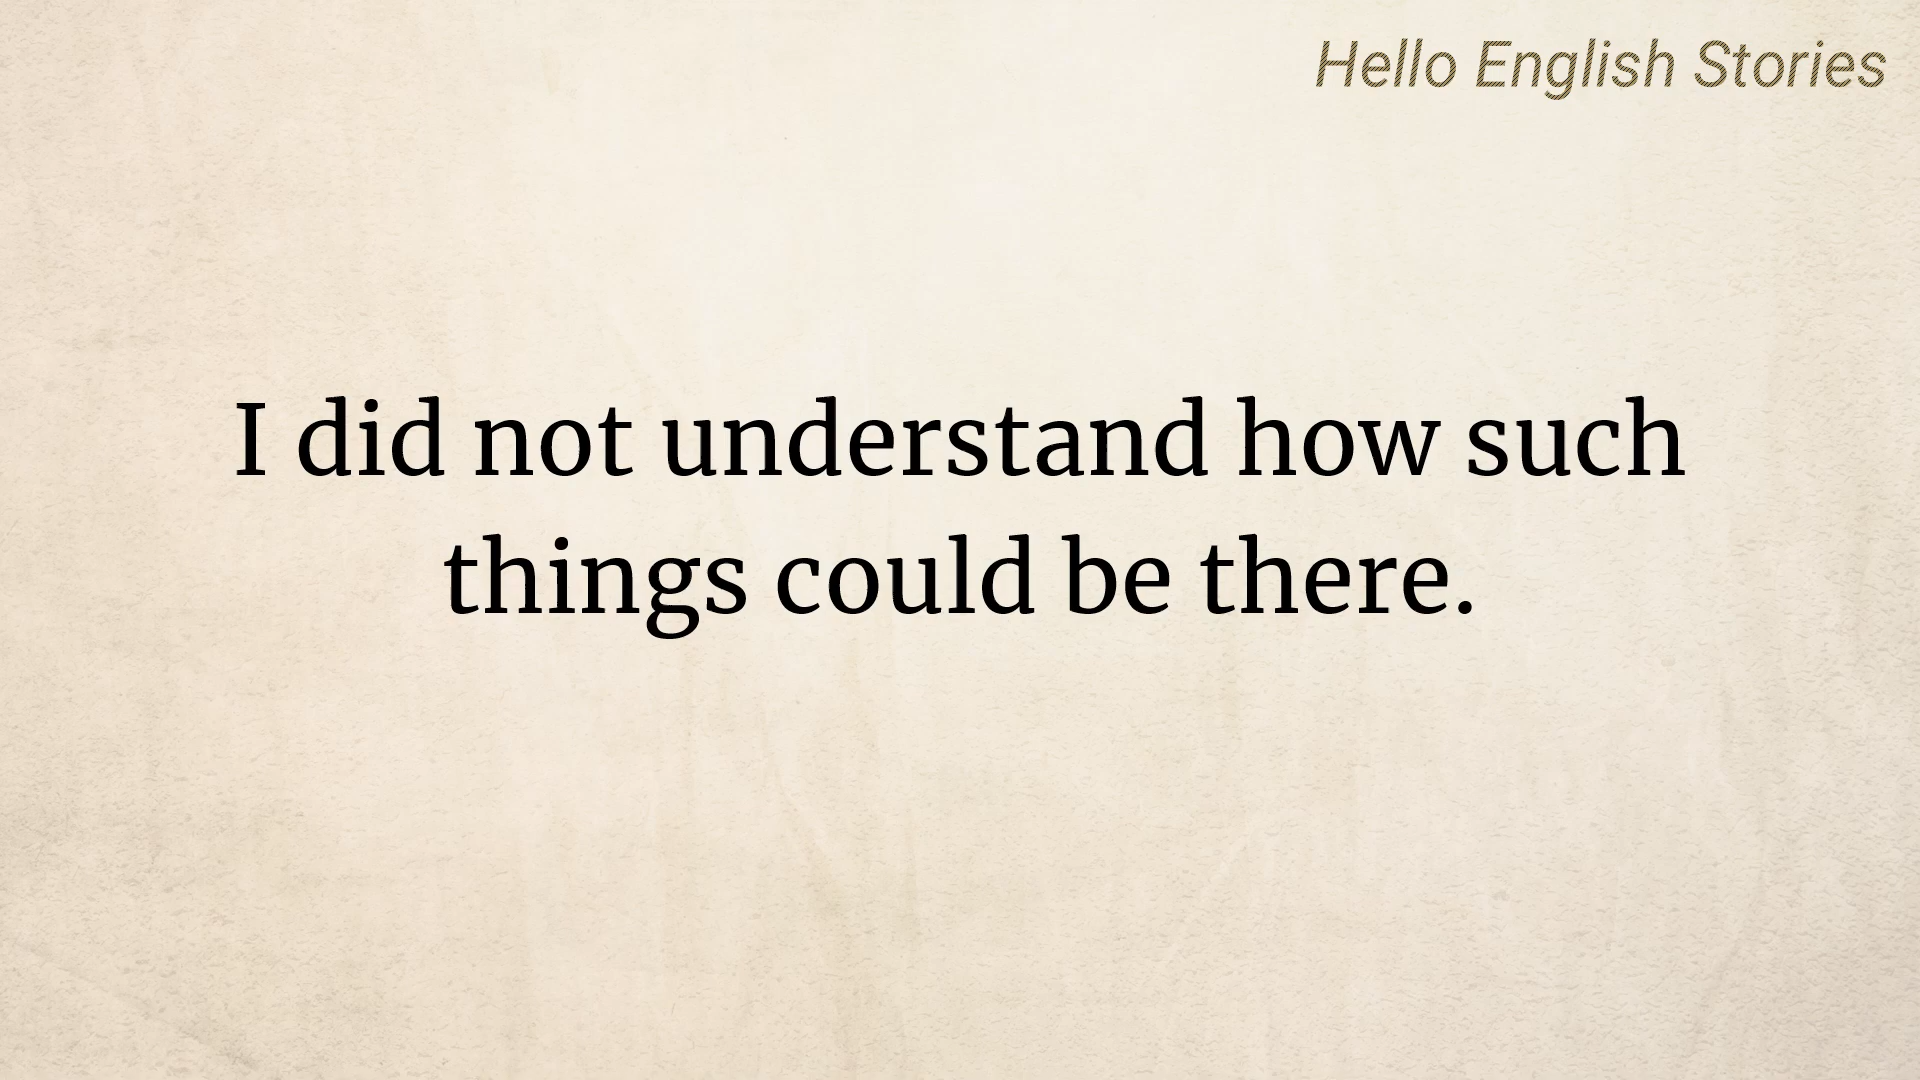 Hello English Stories
I did not understand how such
things could be there.